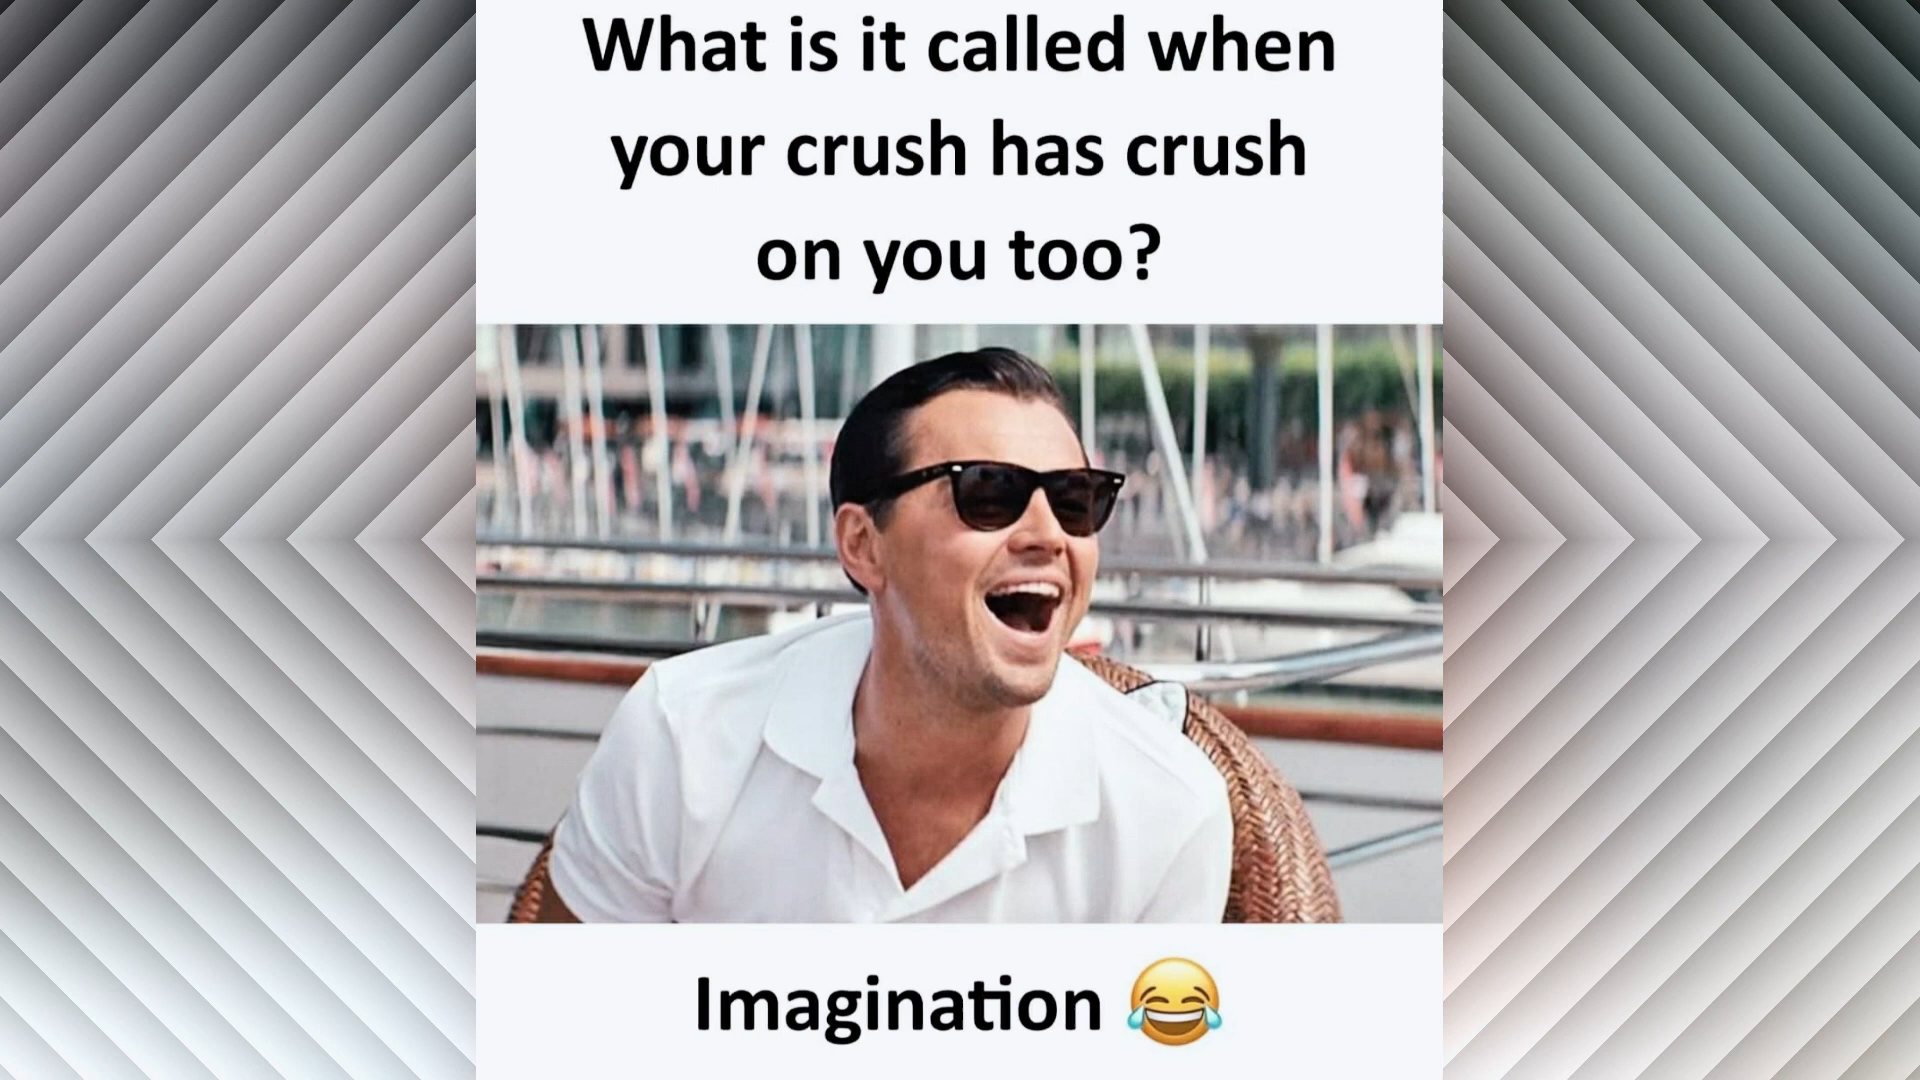 What is it called when
your crush has crush
on you too?
Imagination 😂